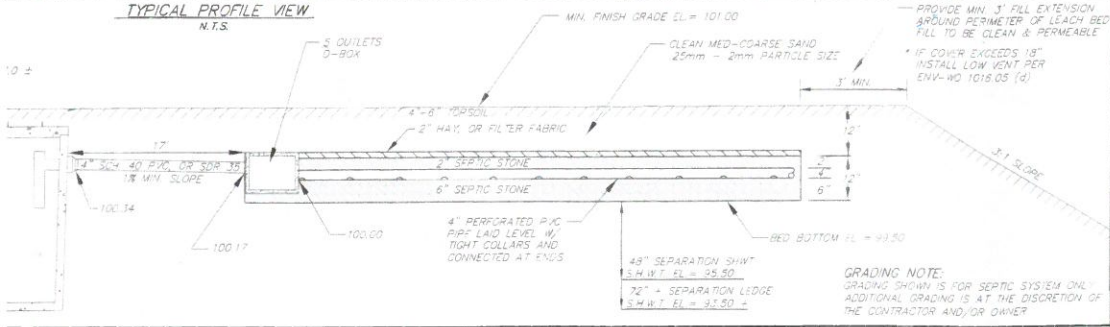 TYPICAL PROFILE VIEW
N.T.S.
MIN. FINISH GRADE EL = 101.00
PROVIDE MIN. 3' FILL EXTENSION
AROUND PERIMETER OF LEACH BED
FILL TO BE CLEAN & PERMEABLE
* IF COVER EXCEEDS 18"
INSTALL LOW VENT PER
ENV-WQ 1016.05 (d)
5 OUTLETS
D-BOX
CLEAN MED-COARSE SAND
.25mm - 2mm PARTICLE SIZE
.0 ±
3' MIN.
4"-6" TOPSOIL
2" HAY, OR FILTER FABRIC
12"
17'
4" SCH. 40 PVC, OR SDR 35
1% MIN. SLOPE
2" SEPTIC STONE
6" SEPTIC STONE
2"
4"
6"
12"
3:1 SLOPE
100.34
100.17
100.00
4" PERFORATED PVC
PIPE LAID LEVEL W/
TIGHT COLLARS AND
CONNECTED AT ENDS
BED BOTTOM EL = 99.50
48" SEPARATION SHWT
S.H.W.T. EL = 95.50
72" + SEPARATION LEDGE
S.H.W.T. EL = 93.50 ±
GRADING NOTE:
GRADING SHOWN IS FOR SEPTIC SYSTEM ONLY
ADDITIONAL GRADING IS AT THE DISCRETION OF
THE CONTRACTOR AND/OR OWNER